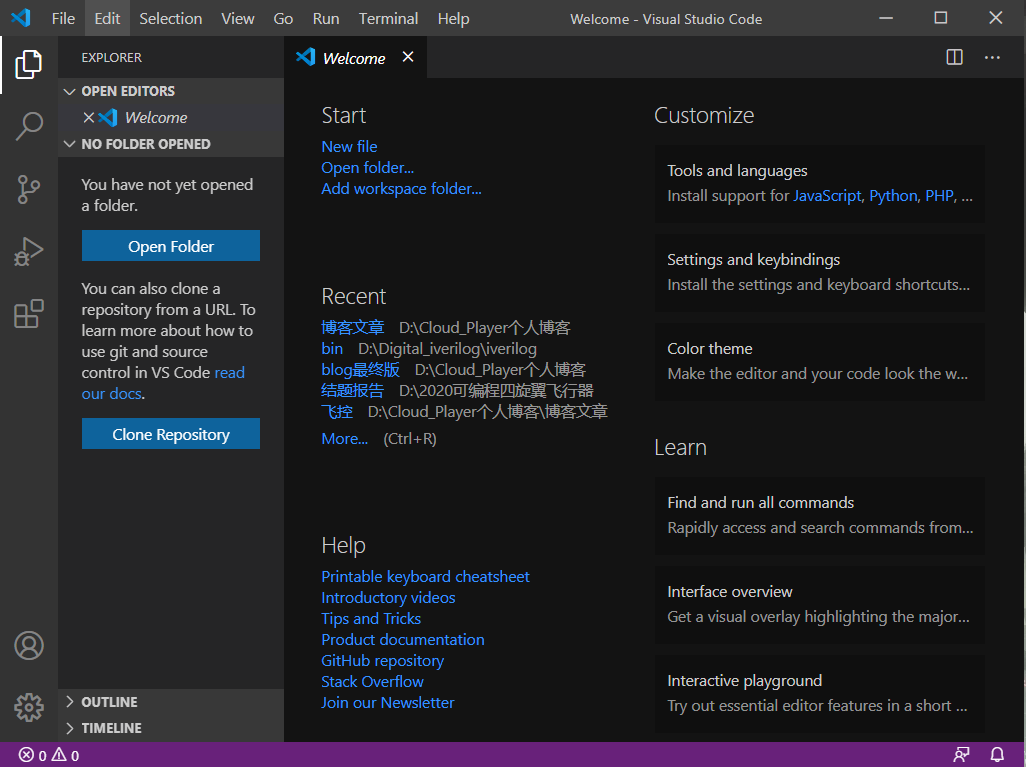 File Edit Selection View Go Run Terminal Help Welcome - Visual Studio Code
EXPLORER
OPEN EDITORS
Welcome
NO FOLDER OPENED
You have not yet opened
a folder.
Open Folder
You can also clone a
repository from a URL. To
learn more about how to
use git and source
control in VS Code read
our docs.
Clone Repository
OUTLINE
TIMELINE
Welcome
Start
New file
Open folder...
Add workspace folder...
Recent
博客文章 D:\Cloud_Player个人博客
bin D:\Digital_iverilog\iverilog
blog最终版 D:\Cloud_Player个人博客
结题报告 D:\2020可编程四旋翼飞行器
飞控 D:\Cloud_Player个人博客\博客文章
More... (Ctrl+R)
Help
Printable keyboard cheatsheet
Introductory videos
Tips and Tricks
Product documentation
GitHub repository
Stack Overflow
Join our Newsletter
Customize
Tools and languages
Install support for JavaScript, Python, PHP, ...
Settings and keybindings
Install the settings and keyboard shortcuts...
Color theme
Make the editor and your code look the w...
Learn
Find and run all commands
Rapidly access and search commands from...
Interface overview
Get a visual overlay highlighting the major...
Interactive playground
Try out essential editor features in a short ...
0 0